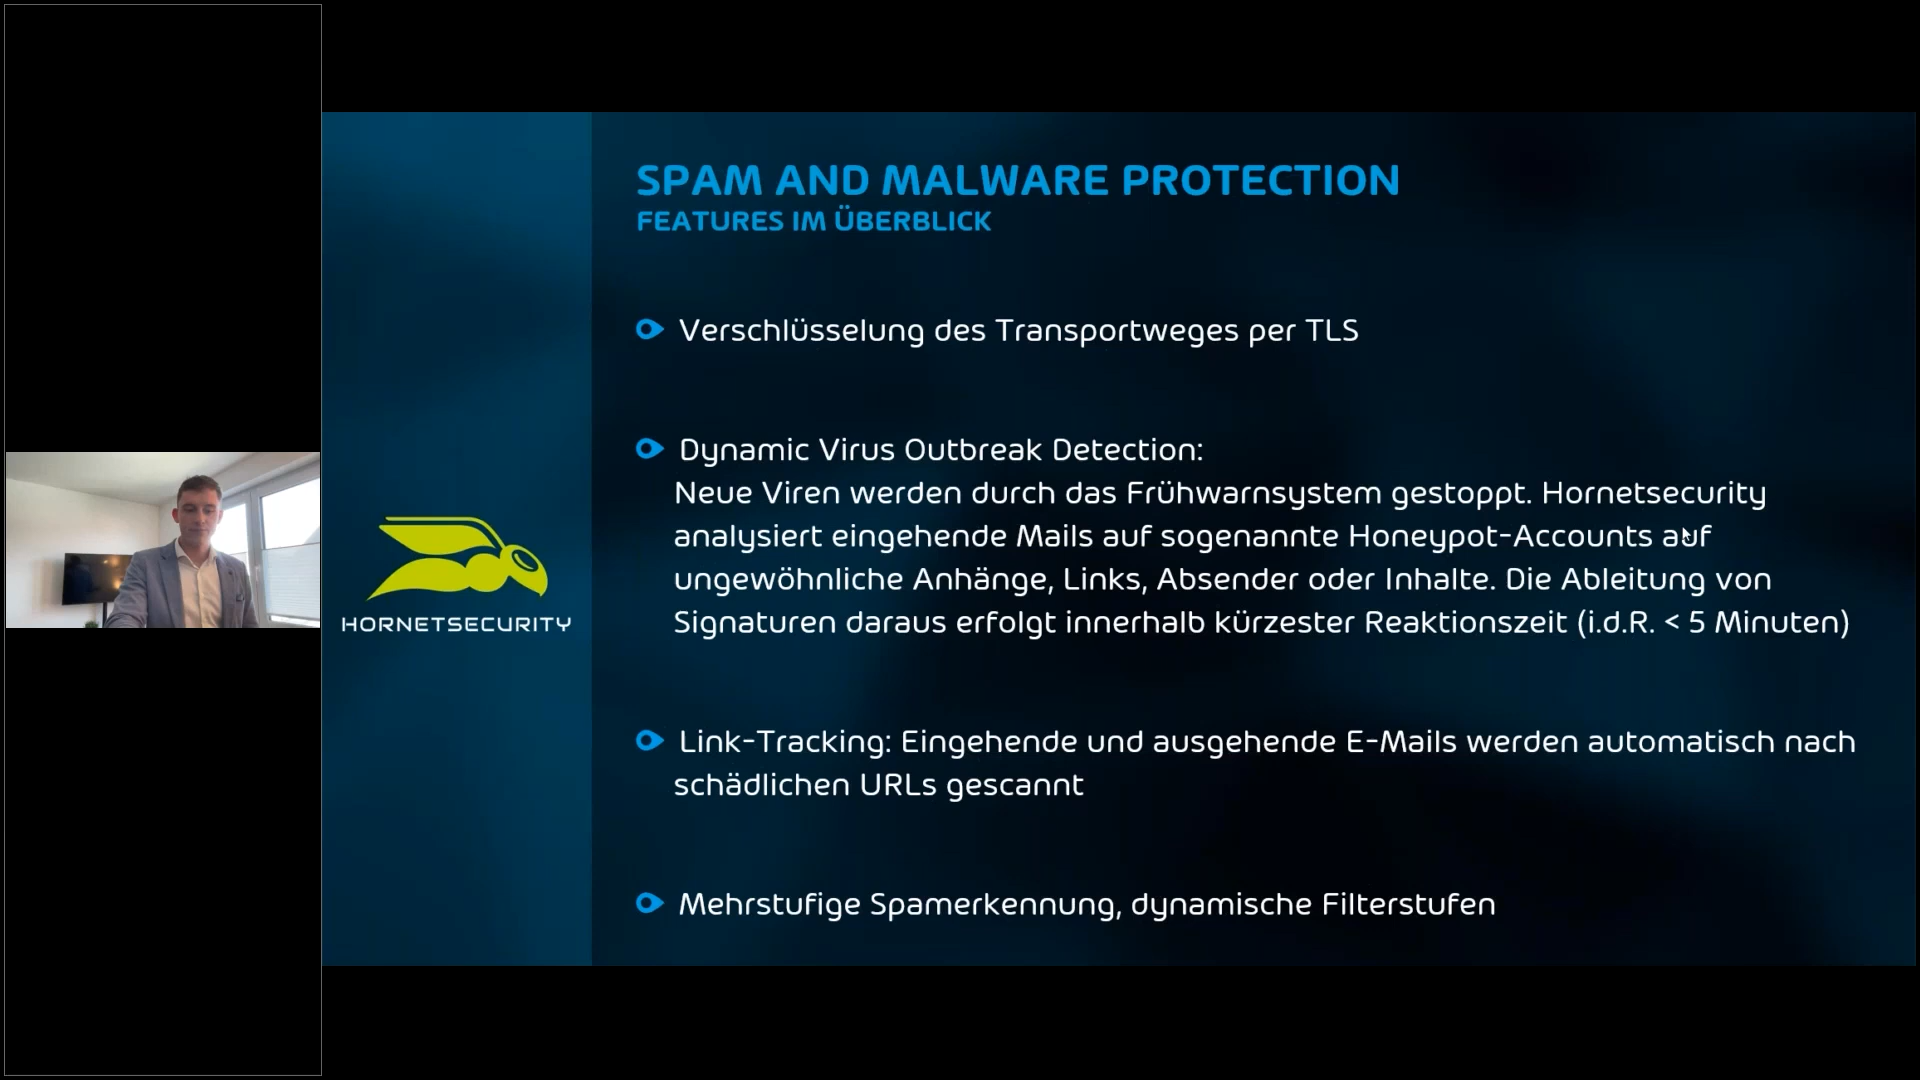 SPAM AND MALWARE PROTECTION
FEATURES IM ÜBERBLICK
Verschlüsselung des Transportweges per TLS
Dynamic Virus Outbreak Detection:
Neue Viren werden durch das Frühwarnsystem gestoppt. Hornetsecurity
analysiert eingehende Mails auf sogenannte Honeypot-Accounts auf
ungewöhnliche Anhänge, Links, Absender oder Inhalte. Die Ableitung von
Signaturen daraus erfolgt innerhalb kürzester Reaktionszeit (i.d.R. < 5 Minuten)
Link-Tracking: Eingehende und ausgehende E-Mails werden automatisch nach
schädlichen URLs gescannt
Mehrstufige Spamerkennung, dynamische Filterstufen
HORNETSECURITY